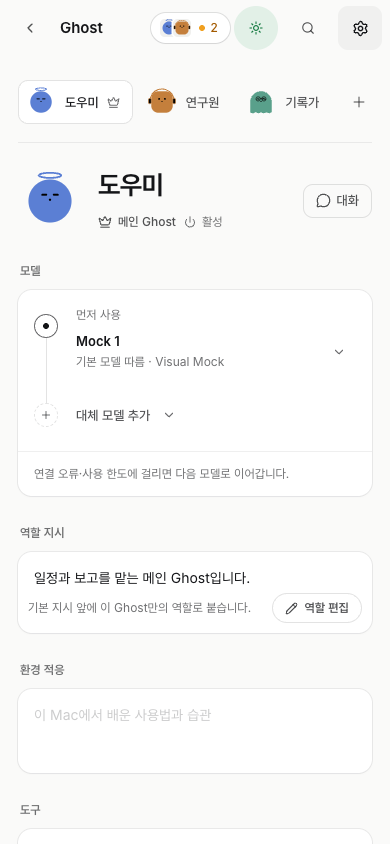 Ghost
2
도우미
연구원
기록가
도우미
메인 Ghost 활성
대화
모델
먼저 사용
Mock 1
기본 모델 따름 · Visual Mock
대체 모델 추가
연결 오류·사용 한도에 걸리면 다음 모델로 이어갑니다.
역할 지시
일정과 보고를 맡는 메인 Ghost입니다.
기본 지시 앞에 이 Ghost만의 역할로 붙습니다.
역할 편집
환경 적응
이 Mac에서 배운 사용법과 습관
도구